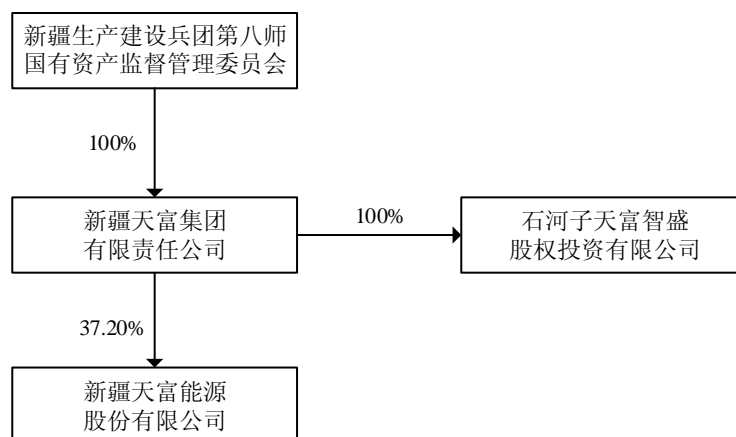 新疆生产建设兵团第八师
国有资产监督管理委员会
100%
新疆天富集团
有限责任公司
100%
石河子天富智盛
股权投资有限公司
37.20%
新疆天富能源
股份有限公司